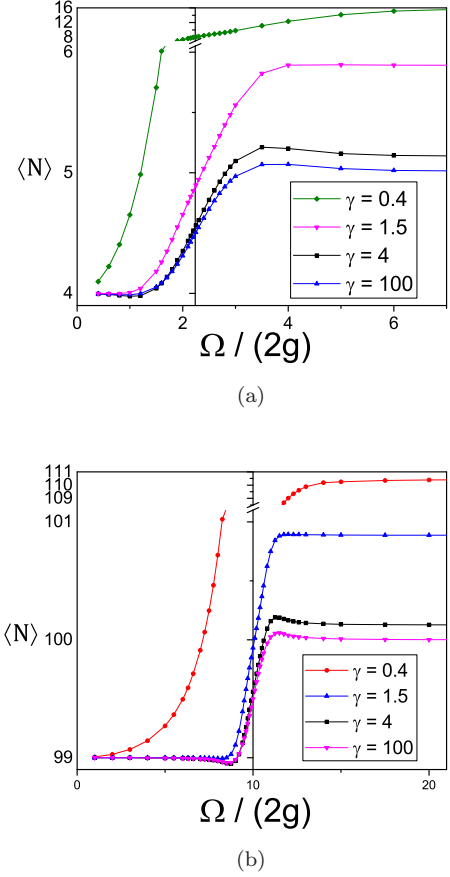 16
12
8
6
⟨N⟩
5
4
γ = 0.4
γ = 1.5
γ = 4
γ = 100
0 2 4 6
Ω / (2g)
(a)
111
110
109
101
⟨N⟩
100
99
γ = 0.4
γ = 1.5
γ = 4
γ = 100
0 10 20
Ω / (2g)
(b)